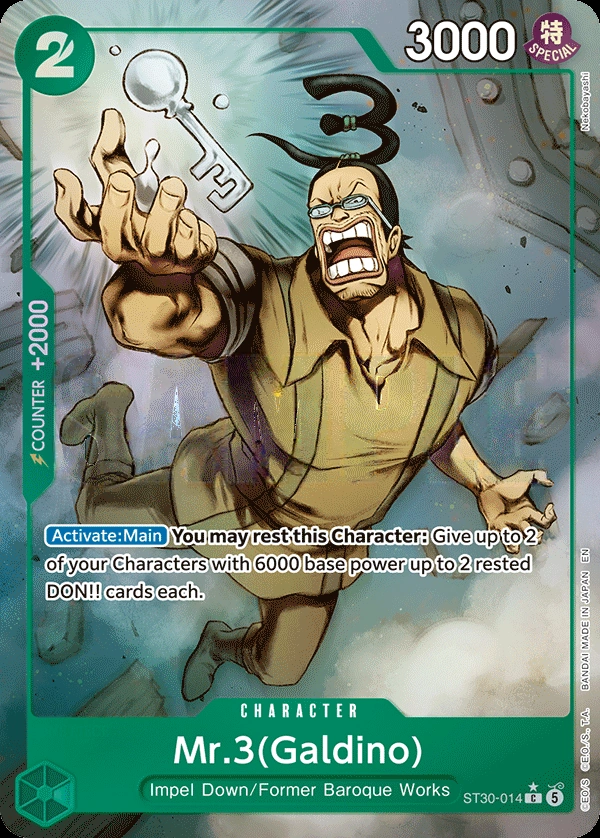 2
3000
特
SPECIAL
Nekobayashi
COUNTER +2000
Activate:Main You may rest this Character: Give up to 2
of your Characters with 6000 base power up to 2 rested
DON!! cards each.
CHARACTER
Mr.3(Galdino)
Impel Down/Former Baroque Works
ST30-014 C 5
©E.O/S., ©E.O./S., T.A. BANDAI MADE IN JAPAN EN